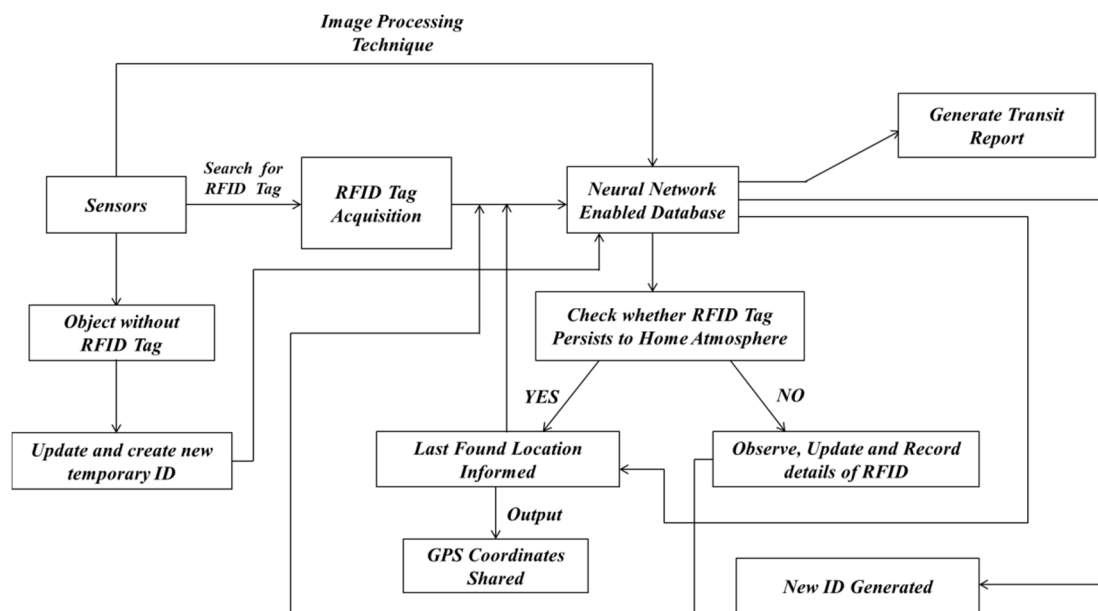 Image Processing
Technique
Generate Transit
Report
Search for
RFID Tag
Sensors
RFID Tag
Acquisition
Neural Network
Enabled Database
Object without
RFID Tag
Check whether RFID Tag
Persists to Home Atmosphere
YES
NO
Update and create new
temporary ID
Last Found Location
Informed
Observe, Update and Record
details of RFID
Output
GPS Coordinates
Shared
New ID Generated